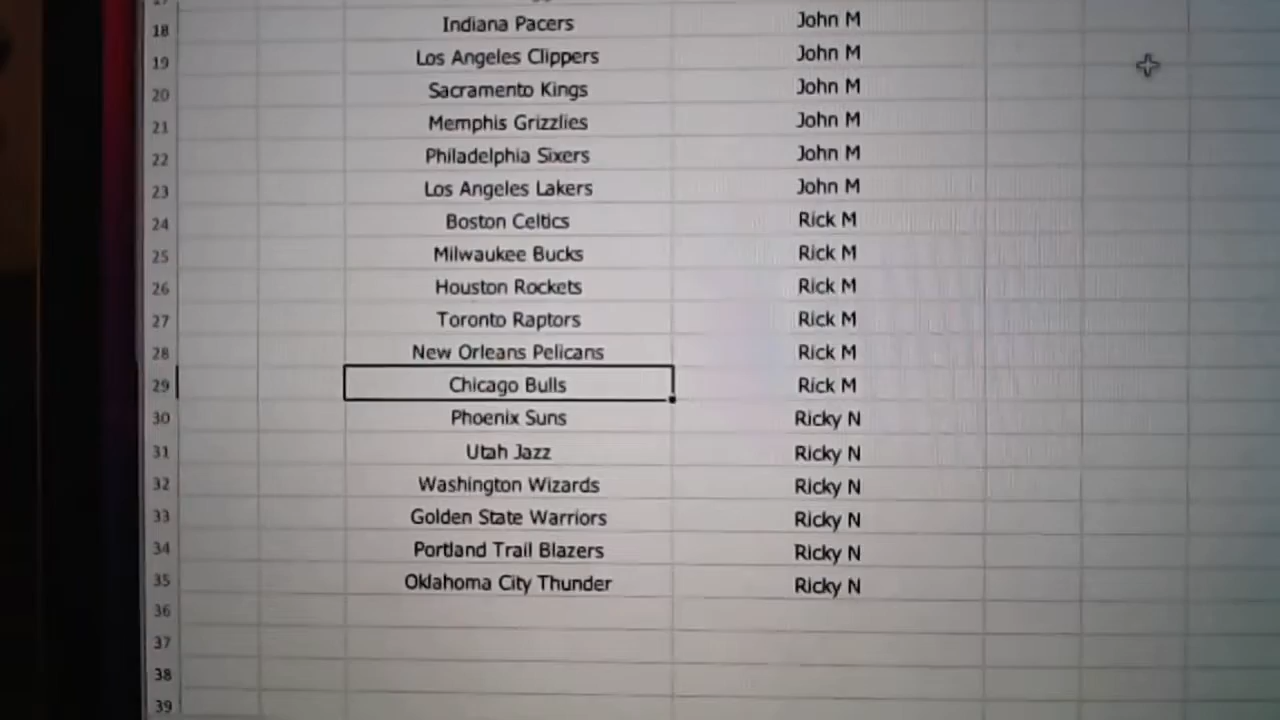 18 Indiana Pacers John M
19 Los Angeles Clippers John M
20 Sacramento Kings John M
21 Memphis Grizzlies John M
22 Philadelphia Sixers John M
23 Los Angeles Lakers John M
24 Boston Celtics Rick M
25 Milwaukee Bucks Rick M
26 Houston Rockets Rick M
27 Toronto Raptors Rick M
28 New Orleans Pelicans Rick M
29 Chicago Bulls Rick M
30 Phoenix Suns Ricky N
31 Utah Jazz Ricky N
32 Washington Wizards Ricky N
33 Golden State Warriors Ricky N
34 Portland Trail Blazers Ricky N
35 Oklahoma City Thunder Ricky N
36
37
38
39